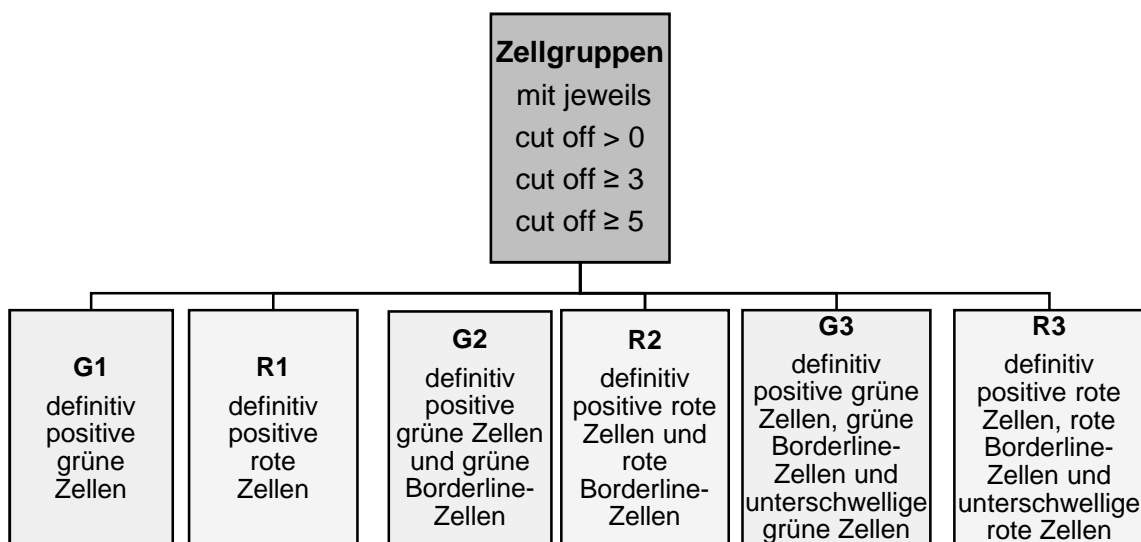 Zellgruppen
mit jeweils
cut off > 0
cut off ≥ 3
cut off ≥ 5
G1
definitiv
positive
grüne
Zellen
R1
definitiv
positive
rote
Zellen
G2
definitiv
positive
grüne Zellen
und grüne
Borderline-
Zellen
R2
definitiv
positive rote
Zellen und
rote
Borderline-
Zellen
G3
definitiv
positive grüne
Zellen, grüne
Borderline-
Zellen und
unterschwellige
grüne Zellen
R3
definitiv
positive rote
Zellen, rote
Borderline-
Zellen und
unterschwellige
rote Zellen